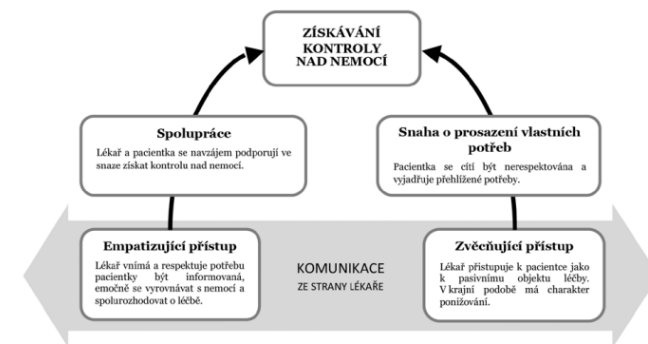 ZÍSKÁVÁNÍ
KONTROLY
NAD NEMOCÍ
Spolupráce
Lékař a pacientka se navzájem podporují ve
snaze získat kontrolu nad nemocí.
Snaha o prosazení vlastních
potřeb
Pacientka se cítí být nerespektována a
vyjadřuje přehlížené potřeby.
Empatizující přístup
Lékař vnímá a respektuje potřebu
pacientky být informovaná,
emočně se vyrovnávat s nemocí a
spolurozhodovat o léčbě.
KOMUNIKACE
ZE STRANY LÉKAŘE
Zvěcňující přístup
Lékař přistupuje k pacientce jako
k pasivnímu objektu léčby.
V krajní podobě má charakter
ponižování.